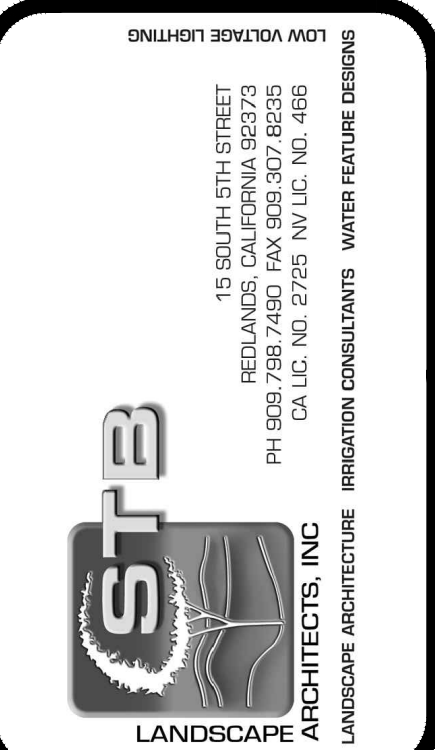 STB
LANDSCAPE
ARCHITECTS, INC
15 SOUTH 5TH STREET
REDLANDS, CALIFORNIA 92373
PH 909.798.7490 FAX 909.307.8235
CA LIC. NO. 2725 NV LIC. NO. 466
LANDSCAPE ARCHITECTURE IRRIGATION CONSULTANTS WATER FEATURE DESIGNS
LOW VOLTAGE LIGHTING